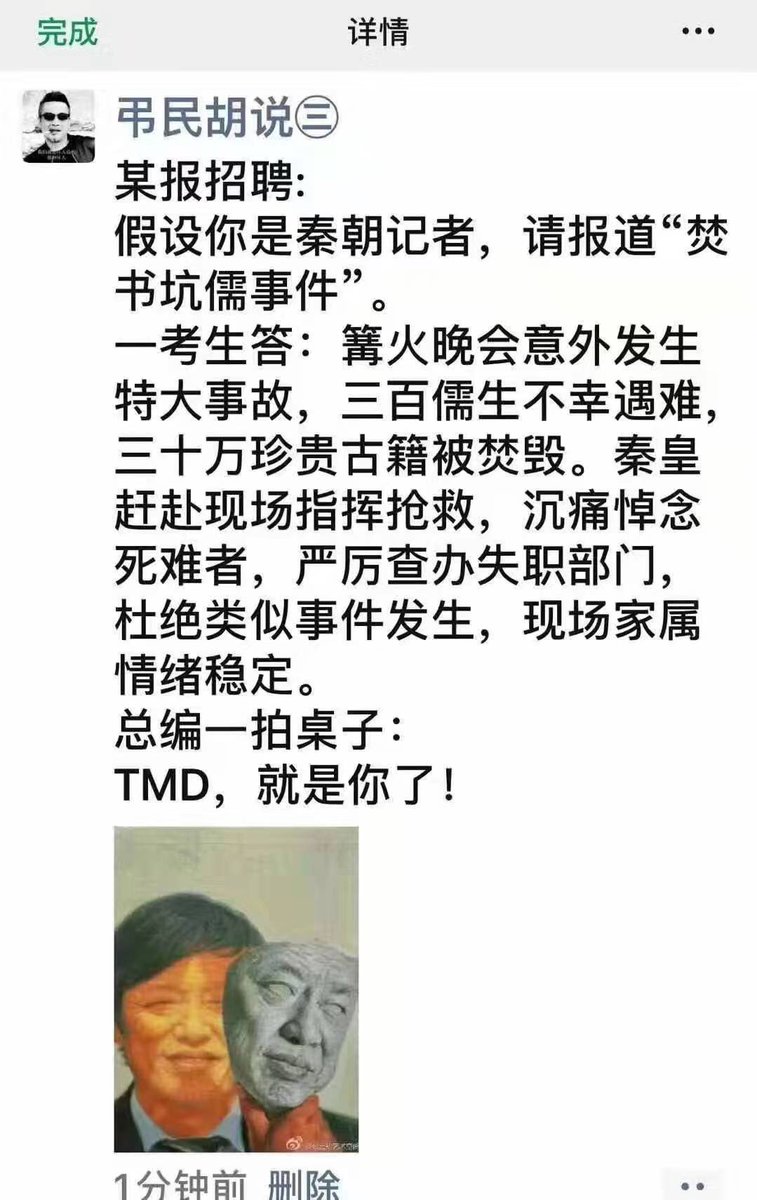 完成
详情
弔民胡说㊂
某报招聘:
假设你是秦朝记者，请报道“焚
书坑儒事件”。
一考生答：篝火晚会意外发生
特大事故，三百儒生不幸遇难，
三十万珍贵古籍被焚毁。秦皇
赶赴现场指挥抢救，沉痛悼念
死难者，严厉查办失职部门，
杜绝类似事件发生，现场家属
情绪稳定。
总编一拍桌子：
TMD，就是你了！
1分钟前 删除